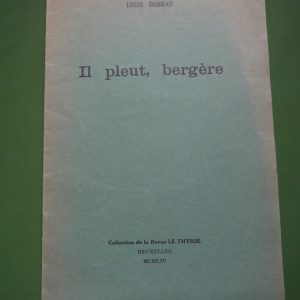 LOUIS DUBRAU
Il pleut, bergère
Collection de la Revue LE THYRSE
BRUXELLES
MCMLIV